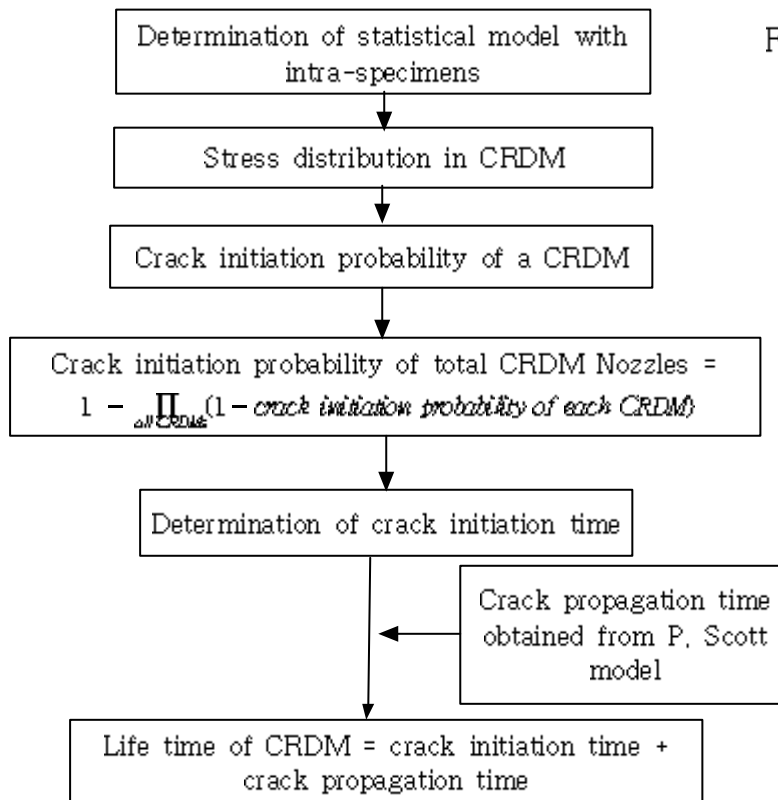 Determination of statistical model with
intra-specimens
F
Stress distribution in CRDM
Crack initiation probability of a CRDM
Crack initiation probability of total CRDM Nozzles =
1 - ∏ (1 - crack initiation probability of each CRDM)
all CRDMs
Determination of crack initiation time
Crack propagation time
obtained from P. Scott
model
Life time of CRDM = crack initiation time +
crack propagation time